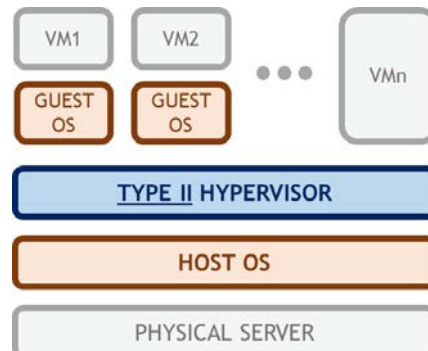 VM1
VM2
VMn
GUEST
OS
GUEST
OS
TYPE II HYPERVISOR
HOST OS
PHYSICAL SERVER